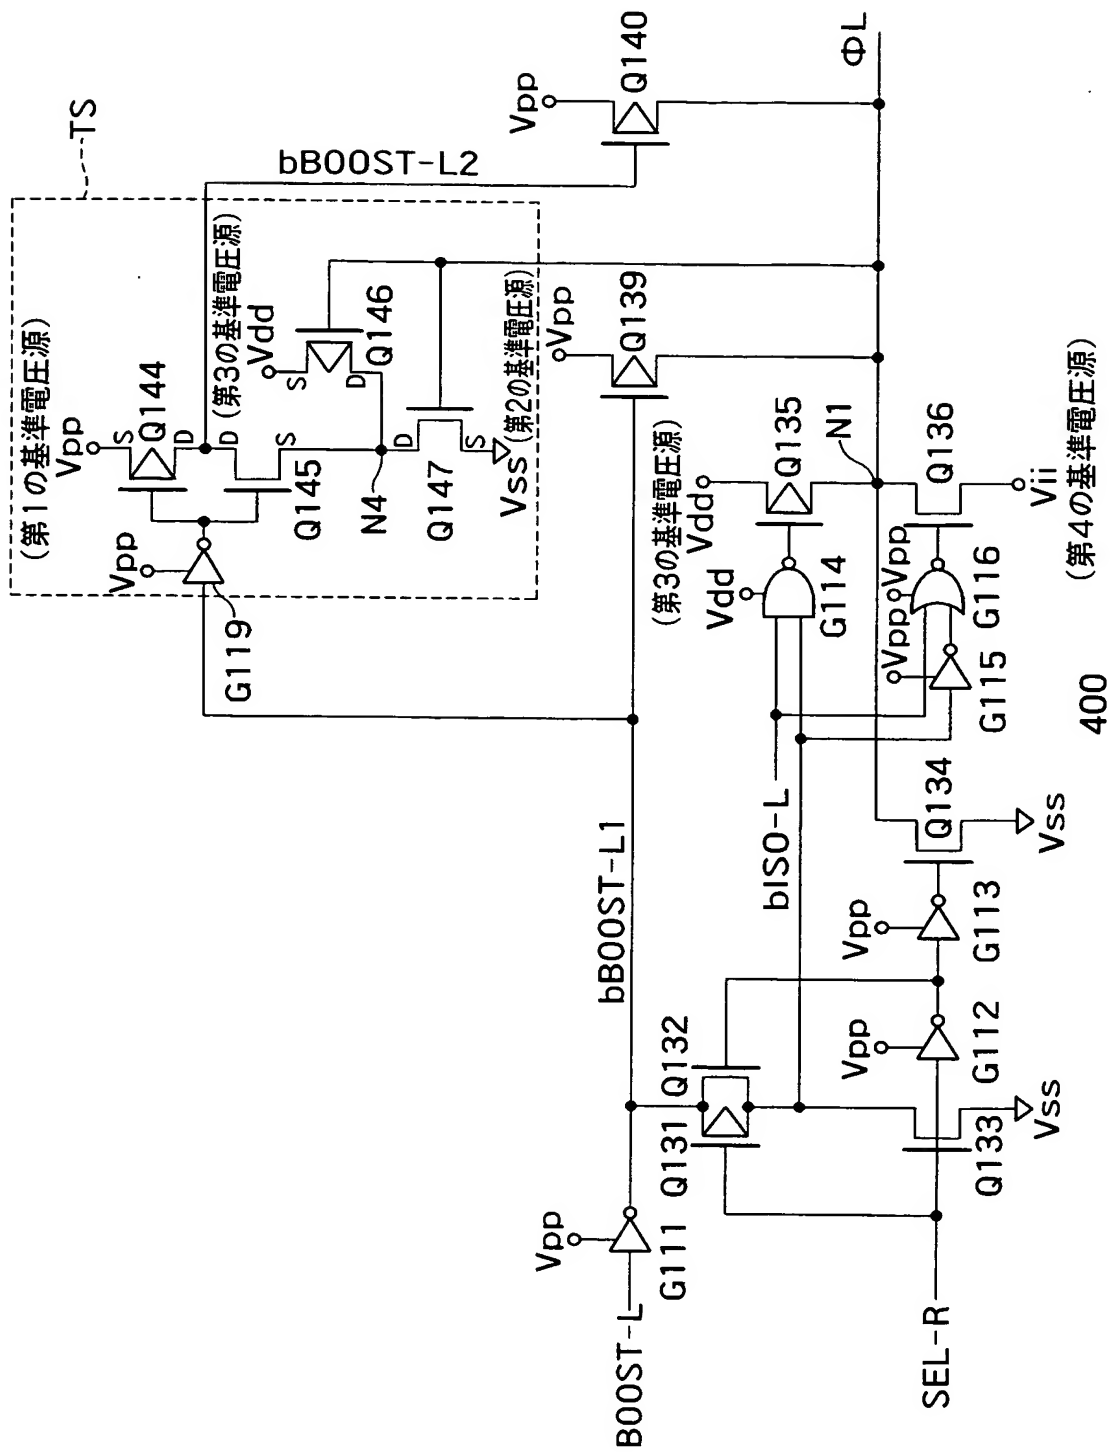 TS
(第1の基準電圧源)
Vpp
S
Q144
D
Vpp
G119
D
Q145
S
bBOOST-L2
(第3の基準電圧源)
Vdd
S
Q146
D
N4
D
Q147
S
Vss
(第2の基準電圧源)
Vpp
Q140
ΦL
Vpp
Q139
BOOST-L
Vpp
G111
bBOOST-L1
Q131
Q132
(第3の基準電圧源)
Vdd
Q135
Vdd
G114
N1
bISO-L
Q136
Vii
(第4の基準電圧源)
Vpp
G116
Vpp
G115
Q134
Vss
Vpp
G113
Vpp
G112
Q133
Vss
SEL-R
400